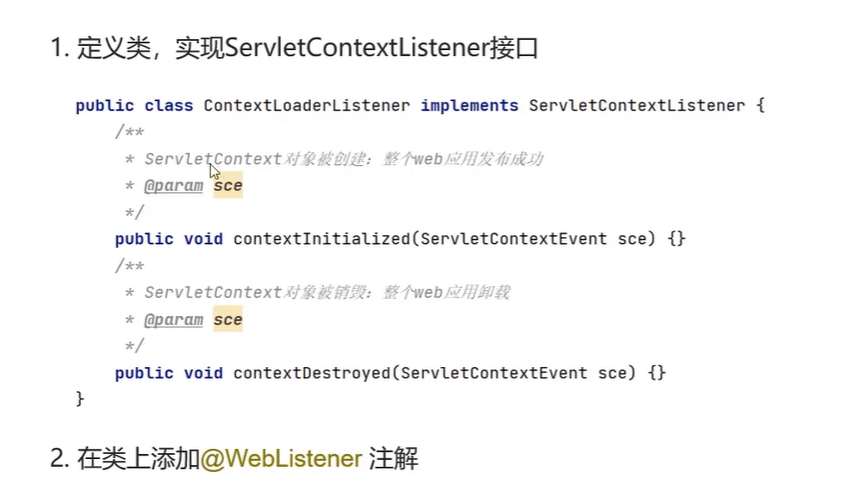 1. 定义类，实现ServletContextListener接口
public class ContextLoaderListener implements ServletContextListener {
/**
* ServletContext对象被创建：整个web应用发布成功
* @param sce
*/
public void contextInitialized(ServletContextEvent sce) {}
/**
* ServletContext对象被销毁：整个web应用卸载
* @param sce
*/
public void contextDestroyed(ServletContextEvent sce) {}
}
2. 在类上添加@WebListener 注解